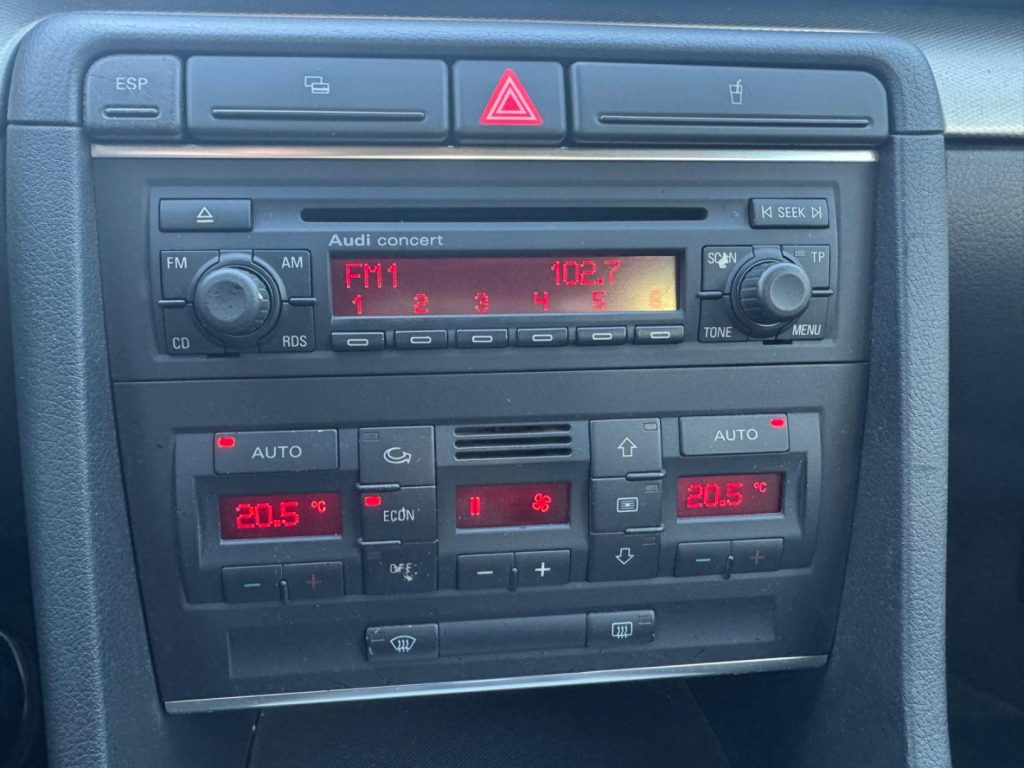 ESP
SEEK
Audi concert
FM
AM
FM1 102.7
SCAN
TP
1 2 3 4 5 6
CD
RDS
TONE
MENU
AUTO
AUTO
20.5 °C
ECON
20.5 °C
OFF